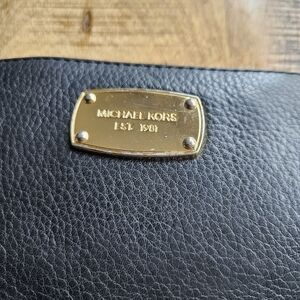 MICHAEL KORS
EST. 1981